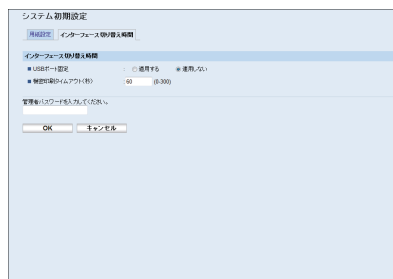 システム初期設定
用紙設定 インターフェース切り替え時間
インターフェース切り替え時間
■ USBポート固定 : ○ 適用する ● 適用しない
■ 機密印刷タイムアウト(秒) : 60 (0-300)
管理者パスワードを入力してください。
OK キャンセル